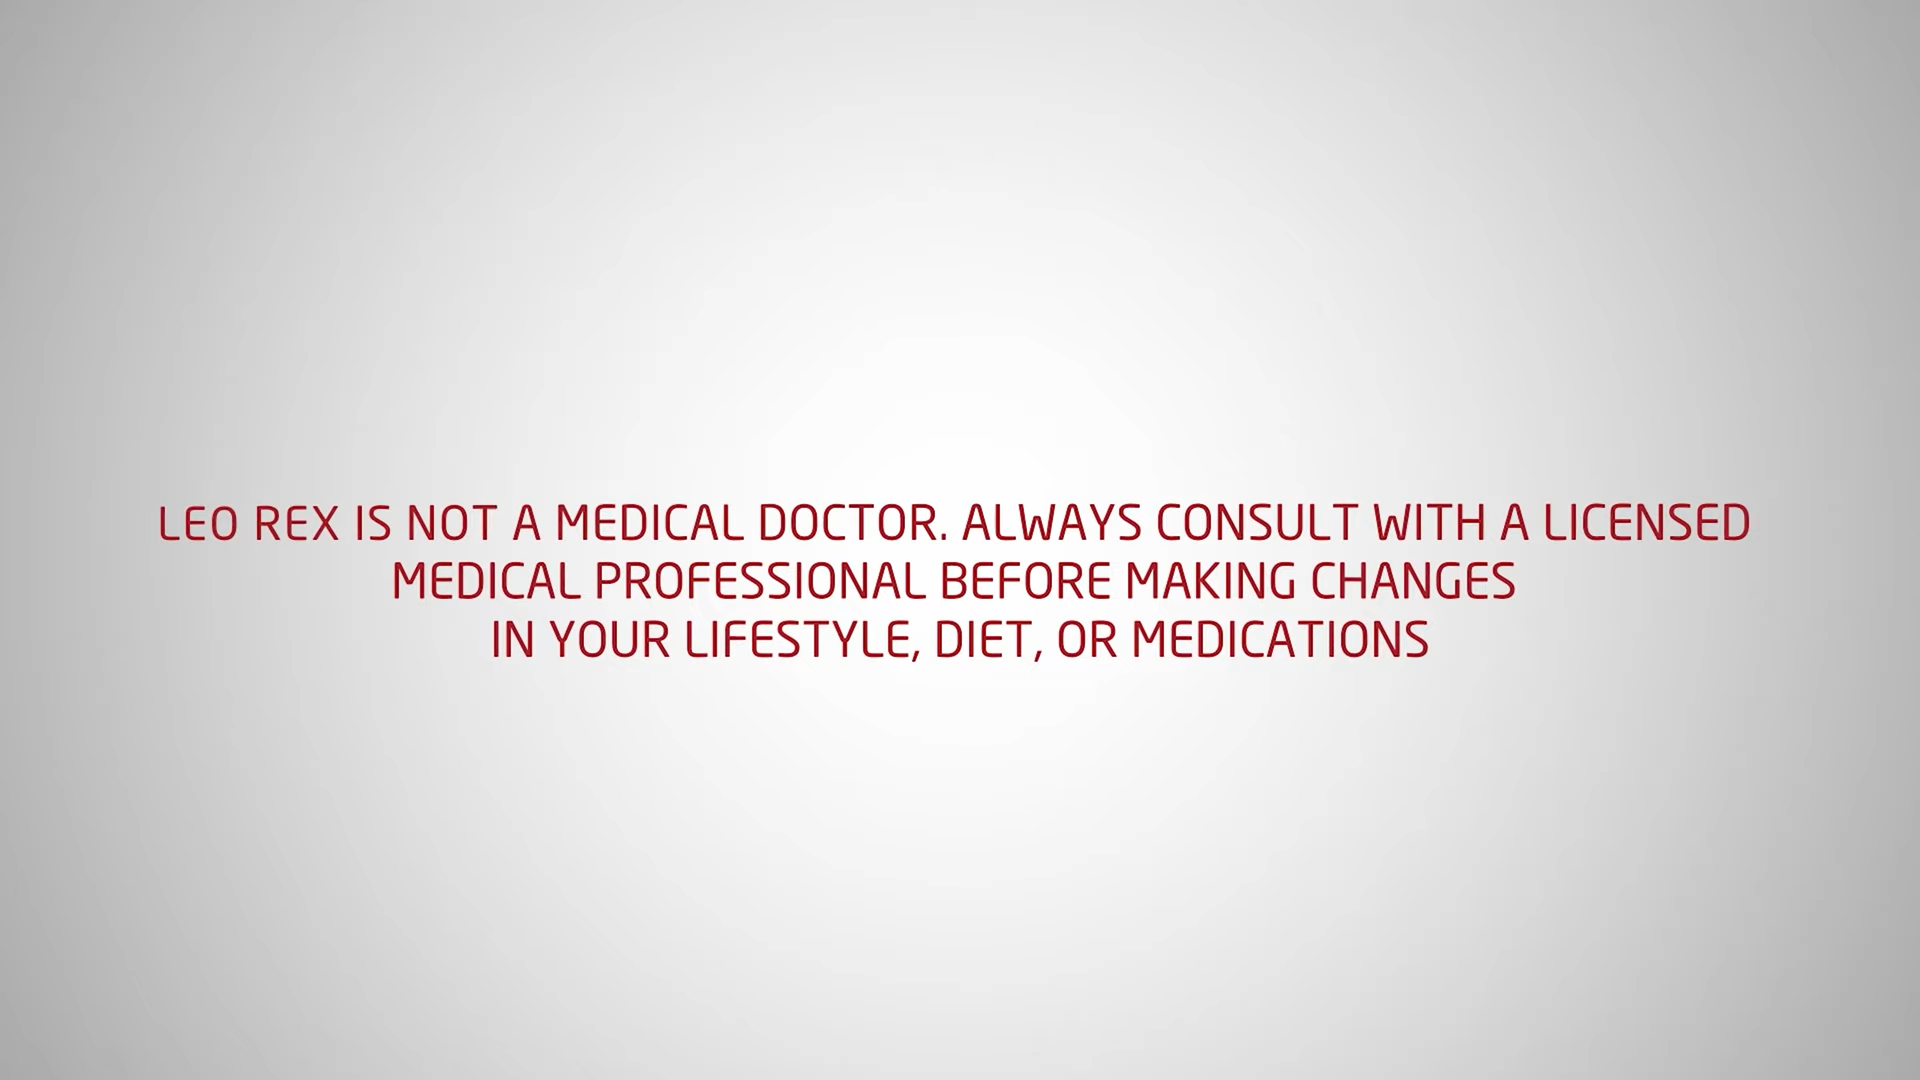 LEO REX IS NOT A MEDICAL DOCTOR. ALWAYS CONSULT WITH A LICENSED
MEDICAL PROFESSIONAL BEFORE MAKING CHANGES
IN YOUR LIFESTYLE, DIET, OR MEDICATIONS